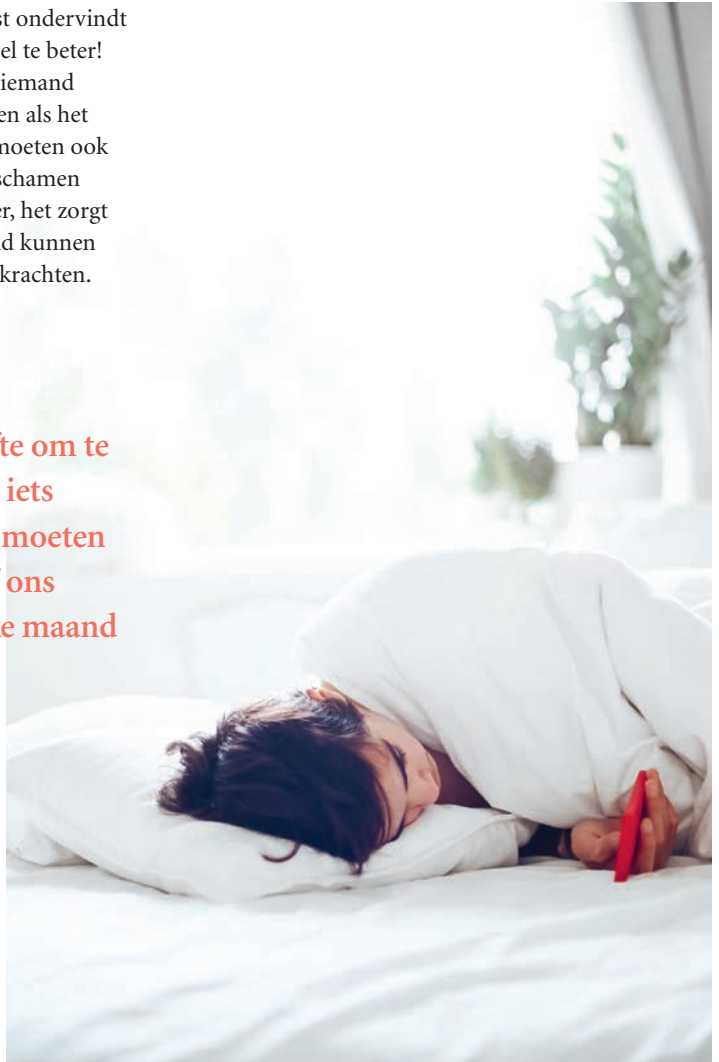 st ondervindt
el te beter!
iemand
en als het
moeten ook
schamen
er, het zorgt
d kunnen
krachten.
te om te
iets
moeten
ons
e maand